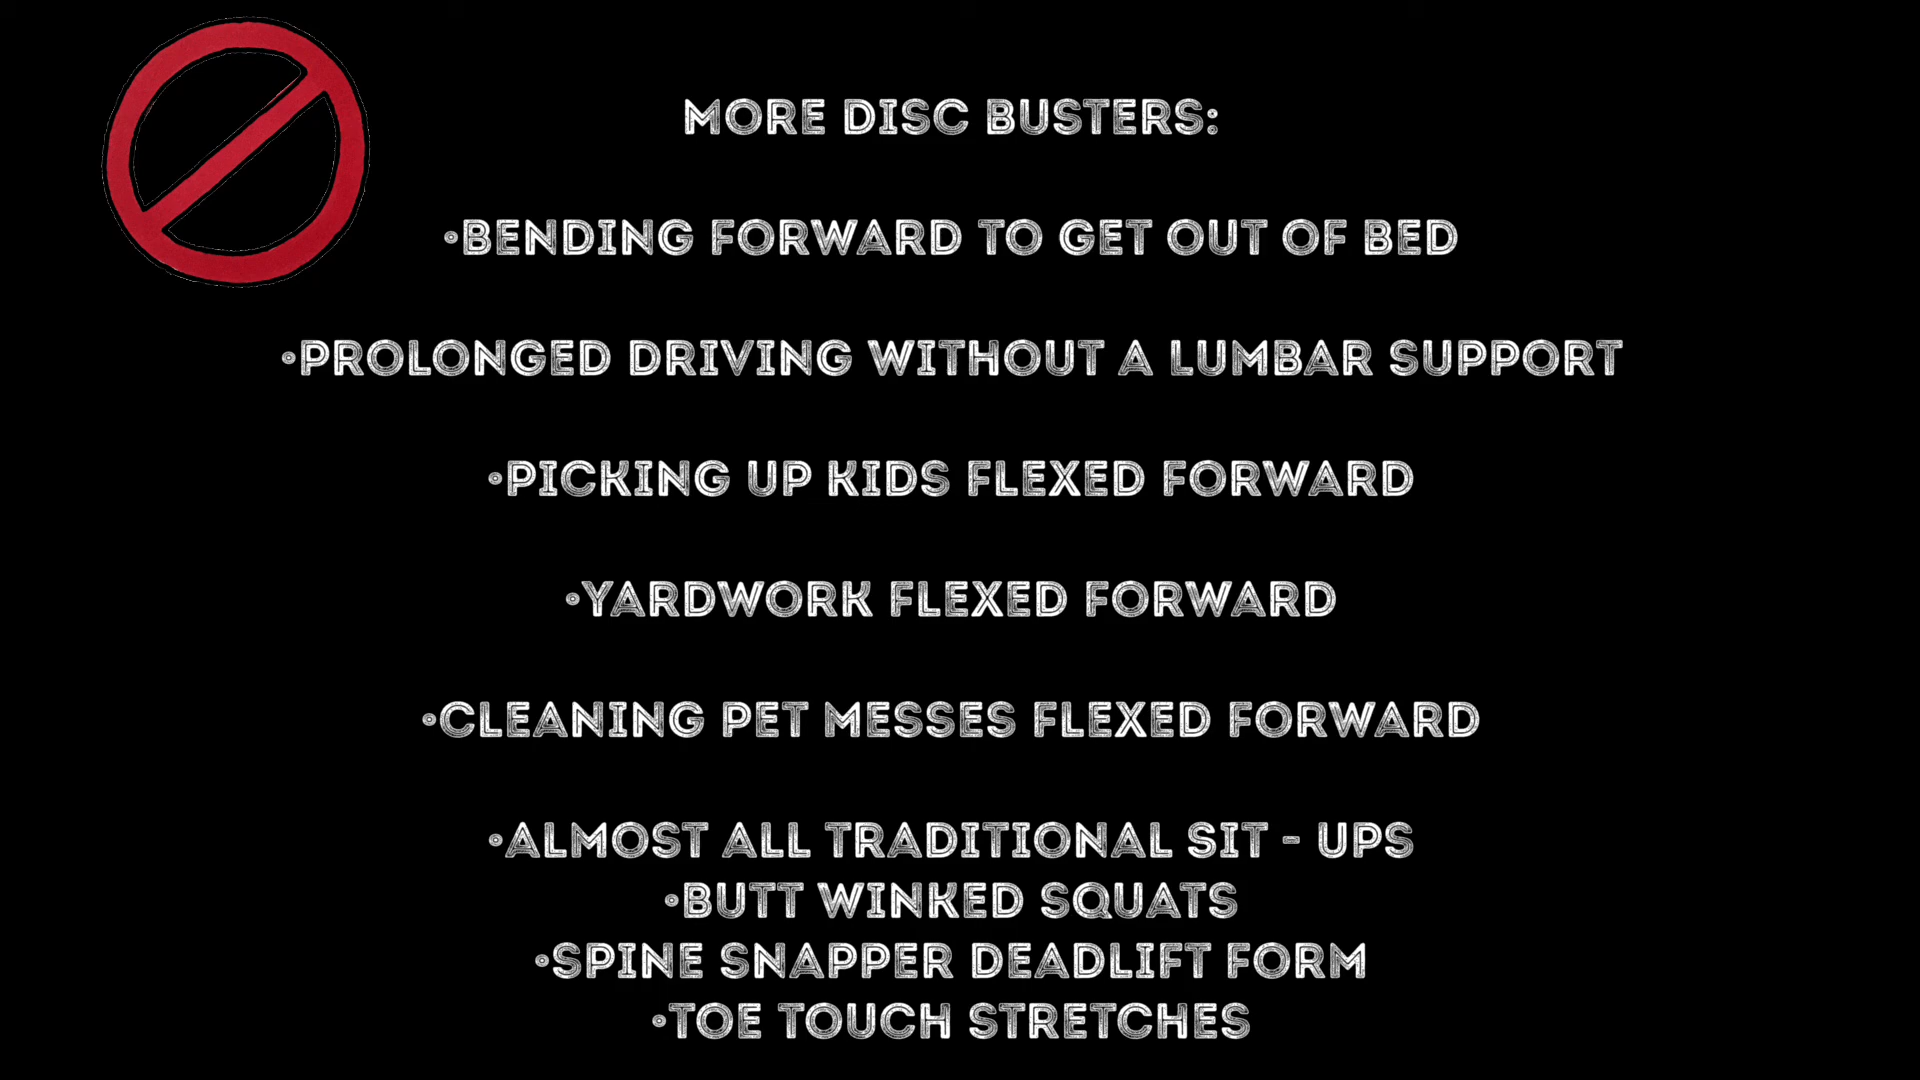 MORE DISC BUSTERS:
•BENDING FORWARD TO GET OUT OF BED
•PROLONGED DRIVING WITHOUT A LUMBAR SUPPORT
•PICKING UP KIDS FLEXED FORWARD
•YARDWORK FLEXED FORWARD
•CLEANING PET MESSES FLEXED FORWARD
•ALMOST ALL TRADITIONAL SIT - UPS
•BUTT WINKED SQUATS
•SPINE SNAPPER DEADLIFT FORM
•TOE TOUCH STRETCHES